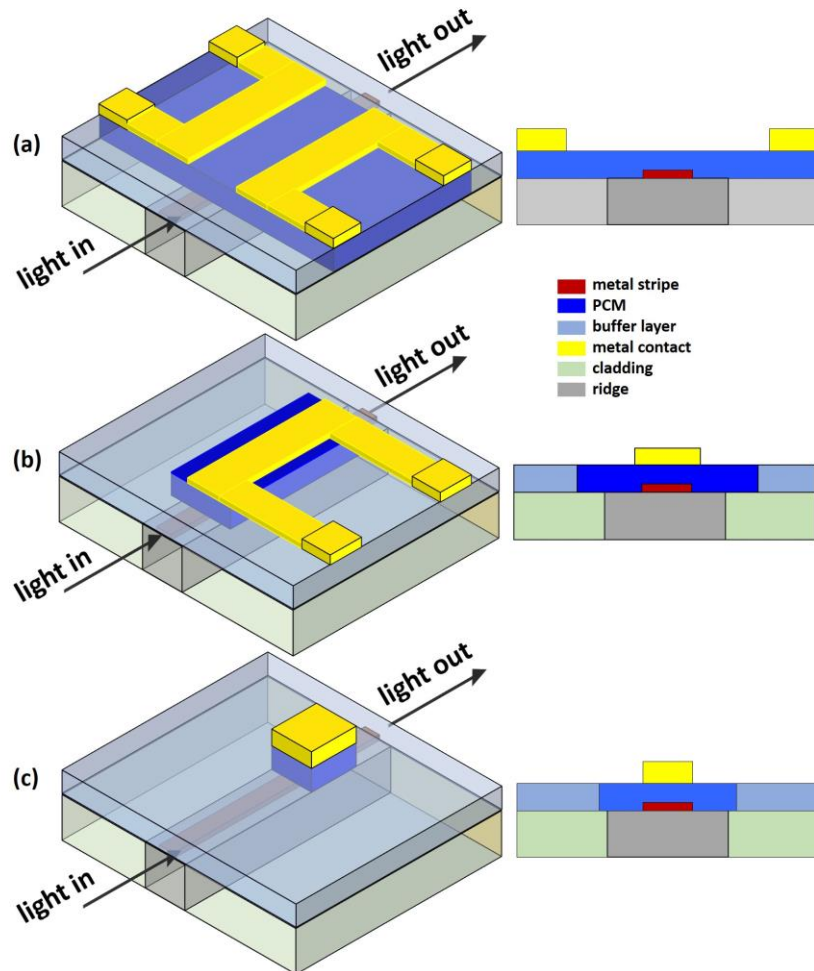 light out
(a)
light in
metal stripe
PCM
buffer layer
metal contact
cladding
ridge
light out
(b)
light in
light out
(c)
light in